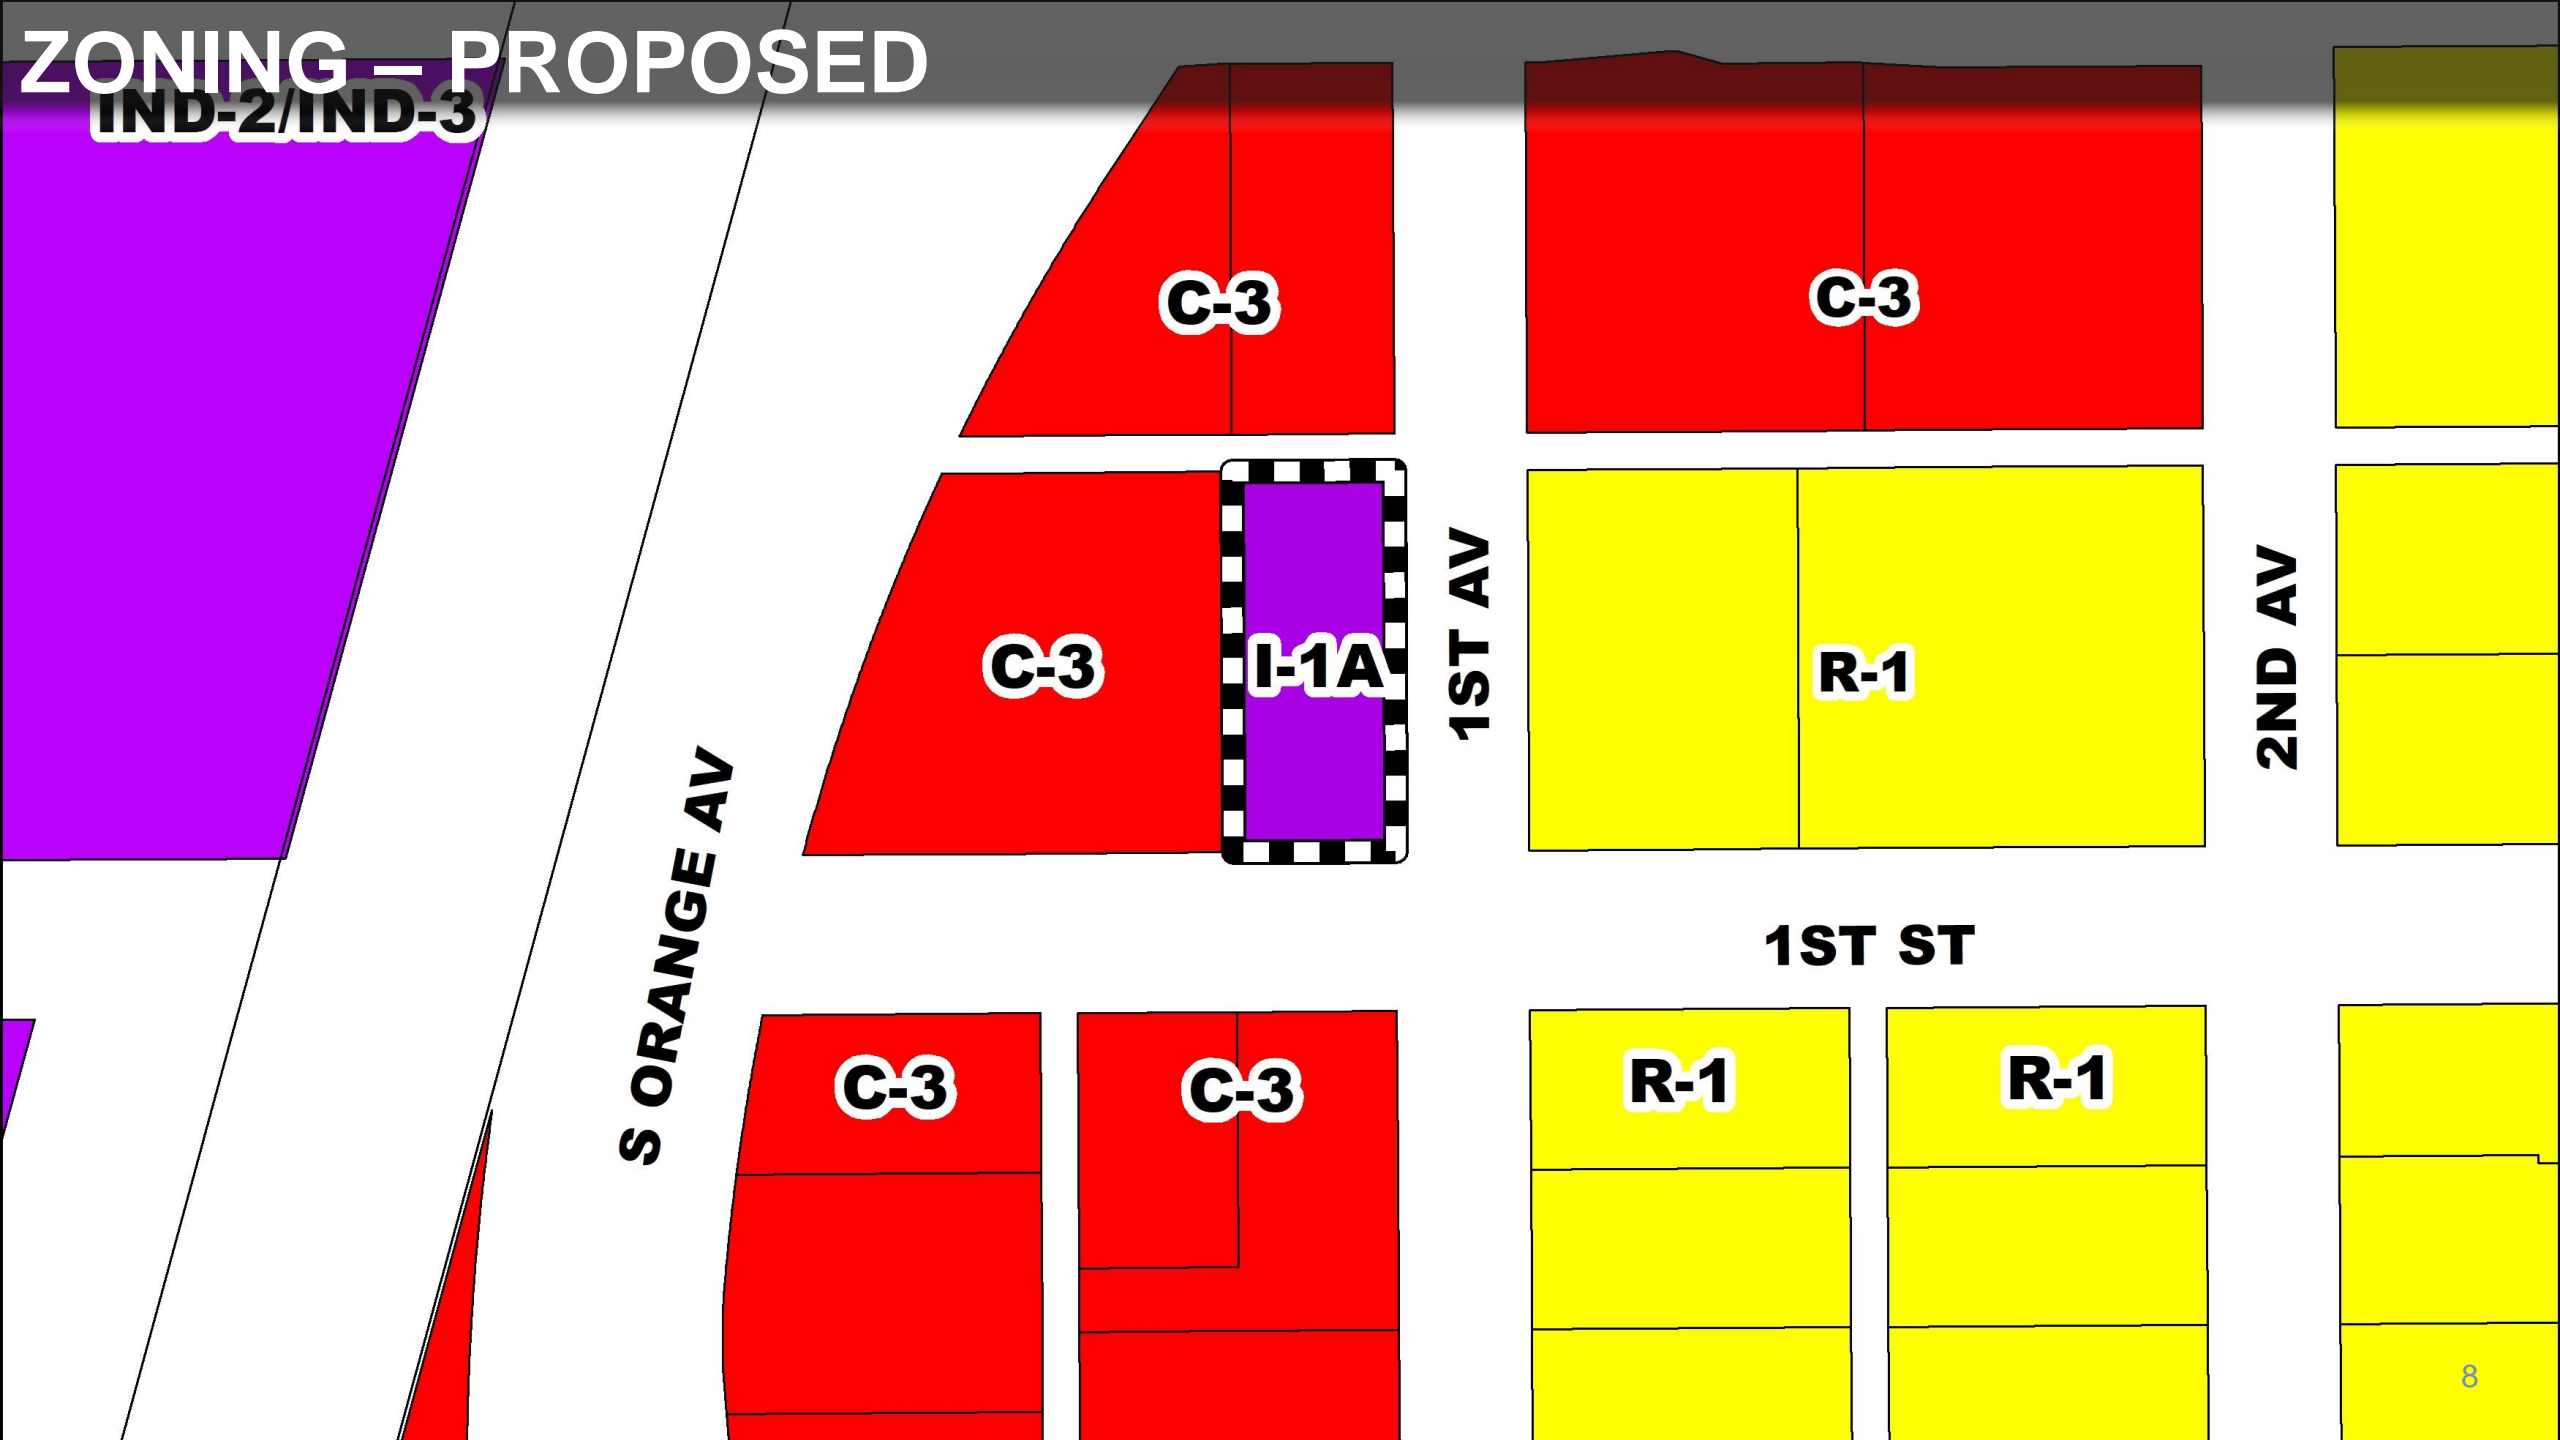 ZONING – PROPOSED
IND-2/IND-3
C-3
C-3
C-3
I-1A
1ST AV
R-1
2ND AV
S ORANGE AV
1ST ST
C-3
C-3
R-1
R-1
8